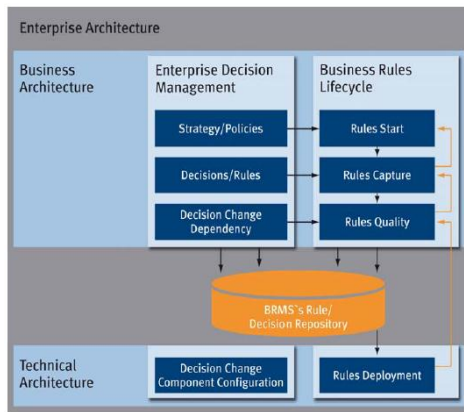 Enterprise Architecture
Business
Architecture
Enterprise Decision
Management
Business Rules
Lifecycle
Strategy/Policies
Rules Start
Decisions/Rules
Rules Capture
Decision Change
Dependency
Rules Quality
BRMS`s Rule/
Decision Repository
Technical
Architecture
Decision Change
Component Configuration
Rules Deployment